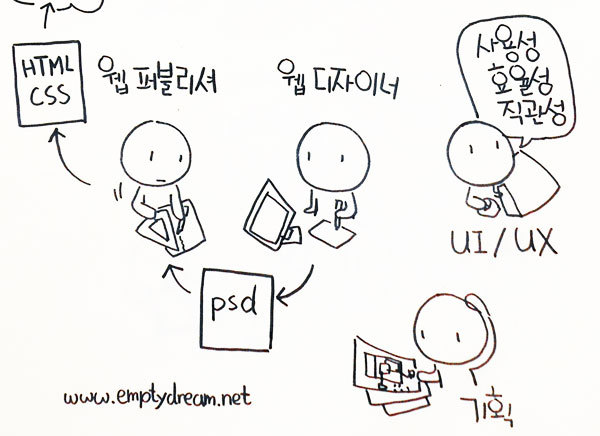 HTML
CSS
웹 퍼블리셔
웹 디자이너
사용성
효율성
직관성
UI/UX
psd
기획
www.emptydream.net